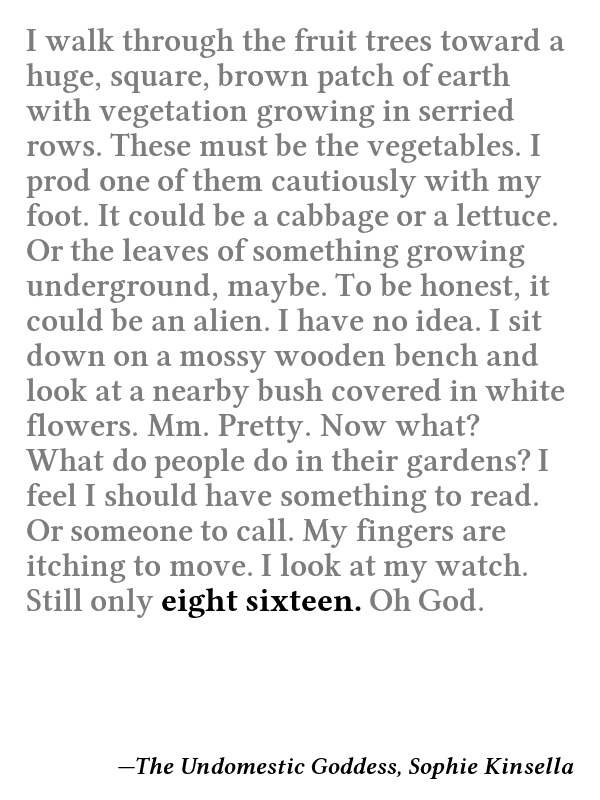 I walk through the fruit trees toward a
huge, square, brown patch of earth
with vegetation growing in serried
rows. These must be the vegetables. I
prod one of them cautiously with my
foot. It could be a cabbage or a lettuce.
Or the leaves of something growing
underground, maybe. To be honest, it
could be an alien. I have no idea. I sit
down on a mossy wooden bench and
look at a nearby bush covered in white
flowers. Mm. Pretty. Now what?
What do people do in their gardens? I
feel I should have something to read.
Or someone to call. My fingers are
itching to move. I look at my watch.
Still only eight sixteen. Oh God.
—The Undomestic Goddess, Sophie Kinsella